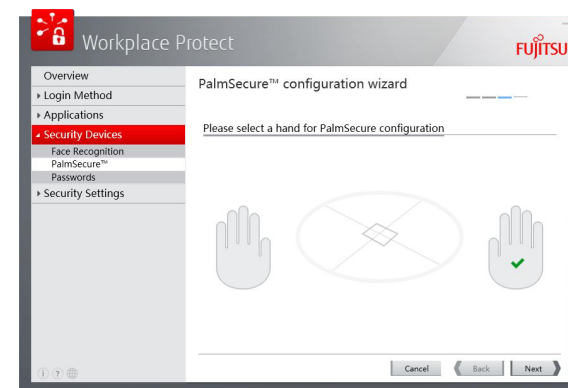 Workplace Protect
FUJITSU
Overview
Login Method
Applications
Security Devices
Face Recognition
PalmSecure™
Passwords
Security Settings
PalmSecure™ configuration wizard
Please select a hand for PalmSecure configuration
Cancel
Back
Next